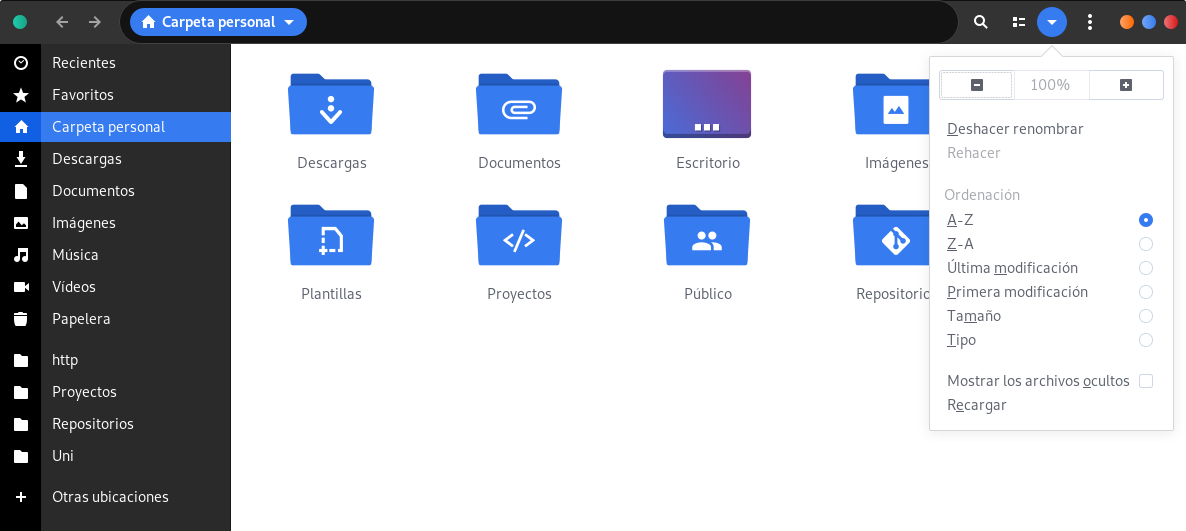 Carpeta personal
Recientes
Favoritos
Carpeta personal
Descargas
Documentos
Imágenes
Música
Vídeos
Papelera
http
Proyectos
Repositorios
Uni
Otras ubicaciones
Descargas
Documentos
Escritorio
Imágenes
Plantillas
Proyectos
Público
Repositorio
100%
Deshacer renombrar
Rehacer
Ordenación
A-Z
Z-A
Última modificación
Primera modificación
Tamaño
Tipo
Mostrar los archivos ocultos
Recargar